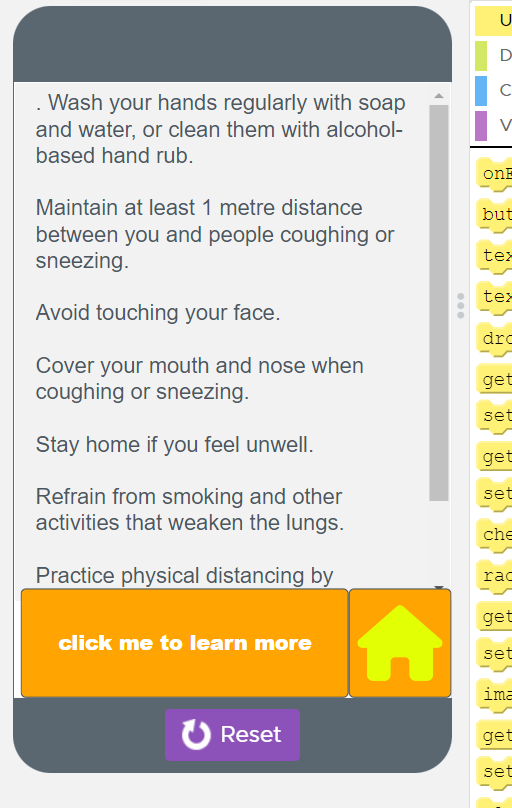 . Wash your hands regularly with soap
and water, or clean them with alcohol-
based hand rub.
Maintain at least 1 metre distance
between you and people coughing or
sneezing.
Avoid touching your face.
Cover your mouth and nose when
coughing or sneezing.
Stay home if you feel unwell.
Refrain from smoking and other
activities that weaken the lungs.
Practice physical distancing by
click me to learn more
Reset
U
D
C
V
onE
but
tex
tex
dro
get
set
get
set
che
rad
get
set
ima
get
set